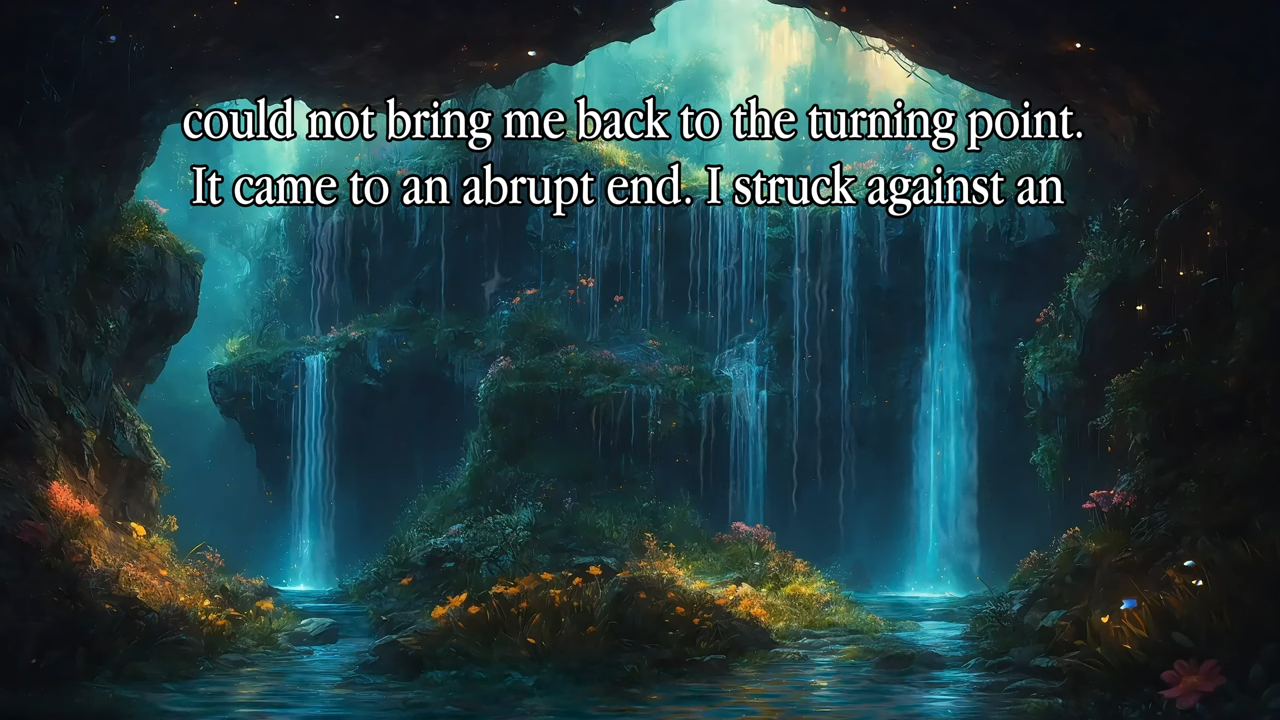 could not bring me back to the turning point.
It came to an abrupt end. I struck against an